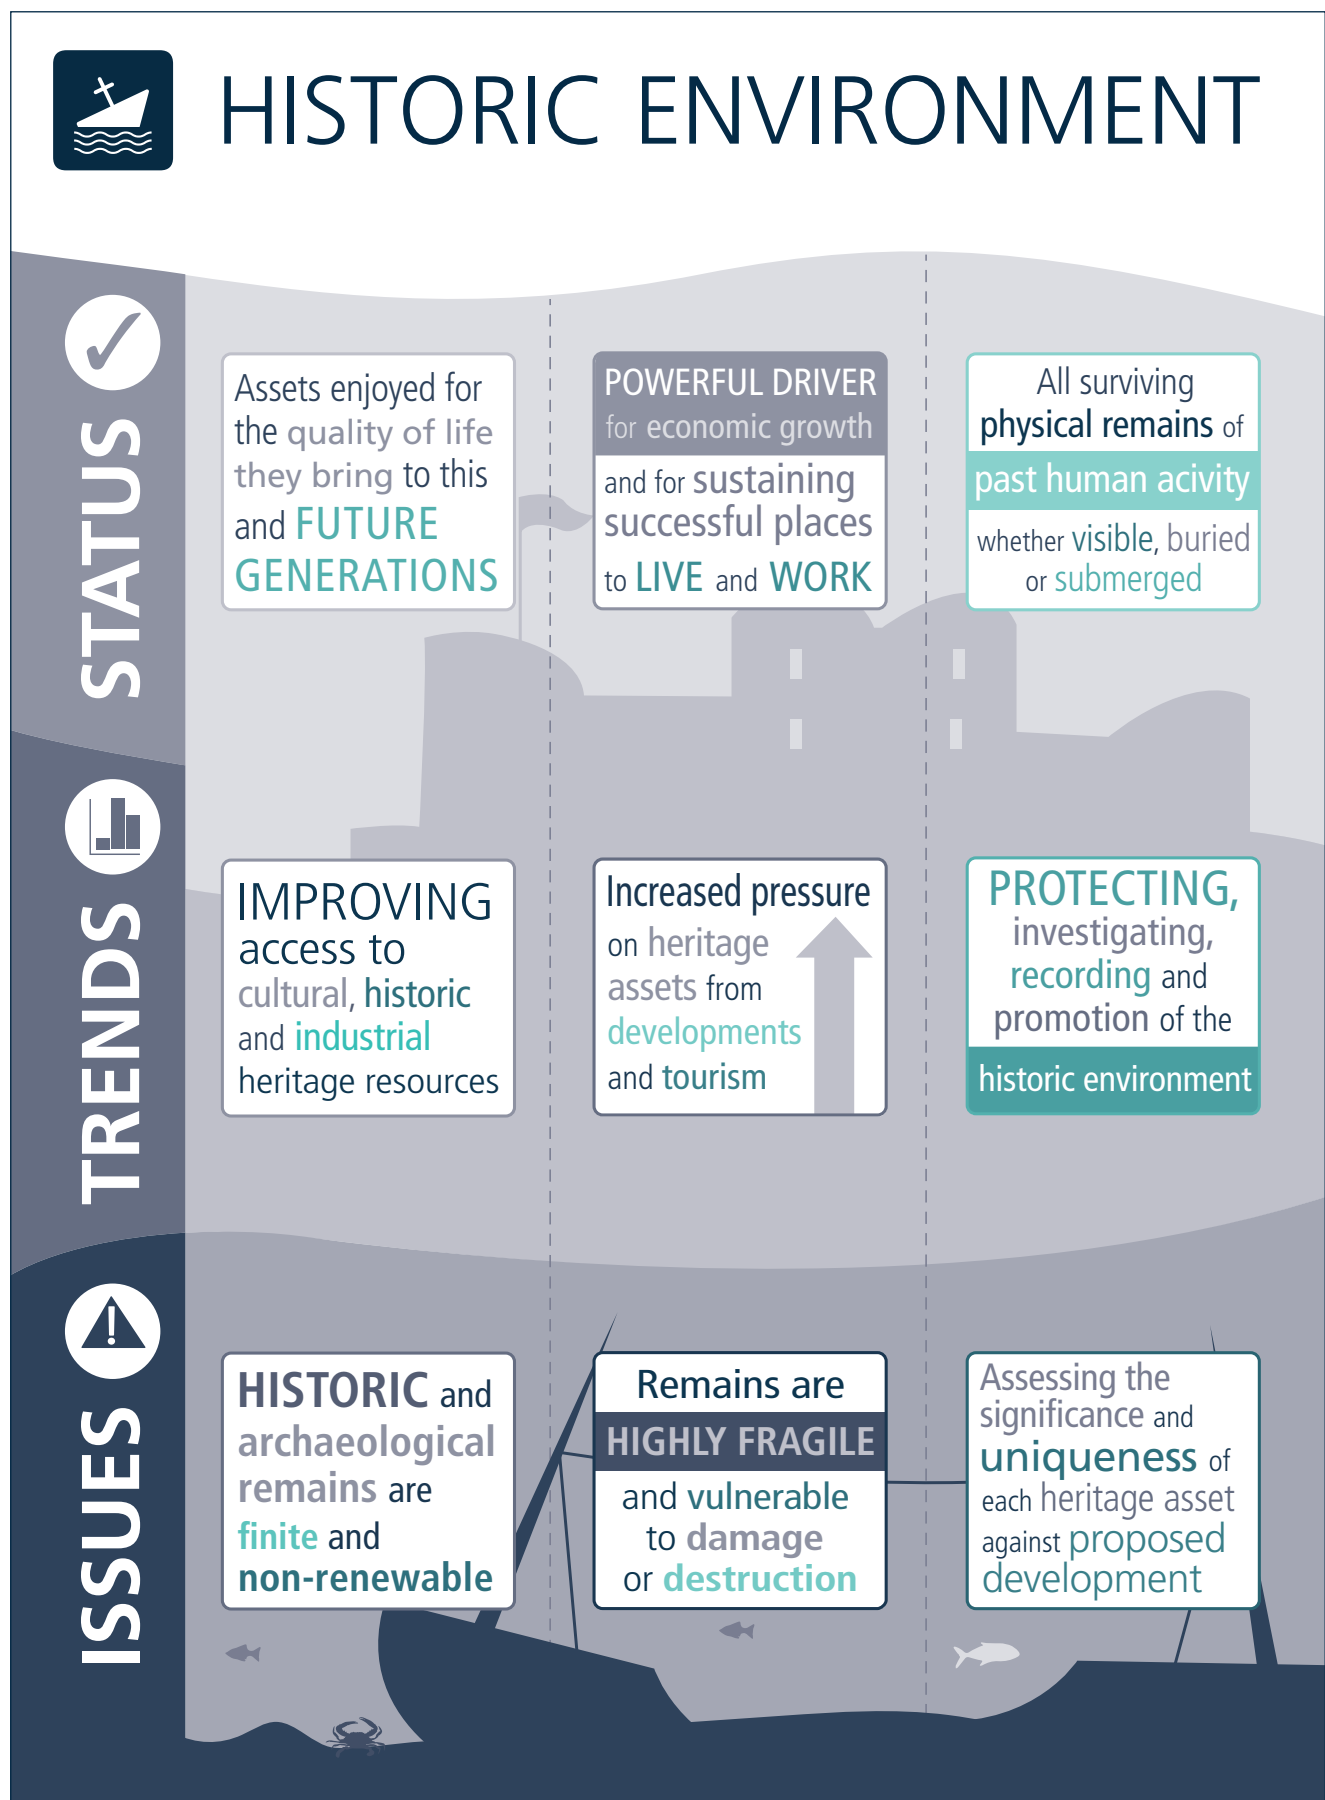 HISTORIC ENVIRONMENT
STATUS
Assets enjoyed for
the quality of life
they bring to this
and FUTURE
GENERATIONS
POWERFUL DRIVER
for economic growth
and for sustaining
successful places
to LIVE and WORK
All surviving
physical remains of
past human acivity
whether visible, buried
or submerged
TRENDS
IMPROVING
access to
cultural, historic
and industrial
heritage resources
Increased pressure
on heritage
assets from
developments
and tourism
PROTECTING,
investigating,
recording and
promotion of the
historic environment
ISSUES
HISTORIC and
archaeological
remains are
finite and
non-renewable
Remains are
HIGHLY FRAGILE
and vulnerable
to damage
or destruction
Assessing the
significance and
uniqueness of
each heritage asset
against proposed
development